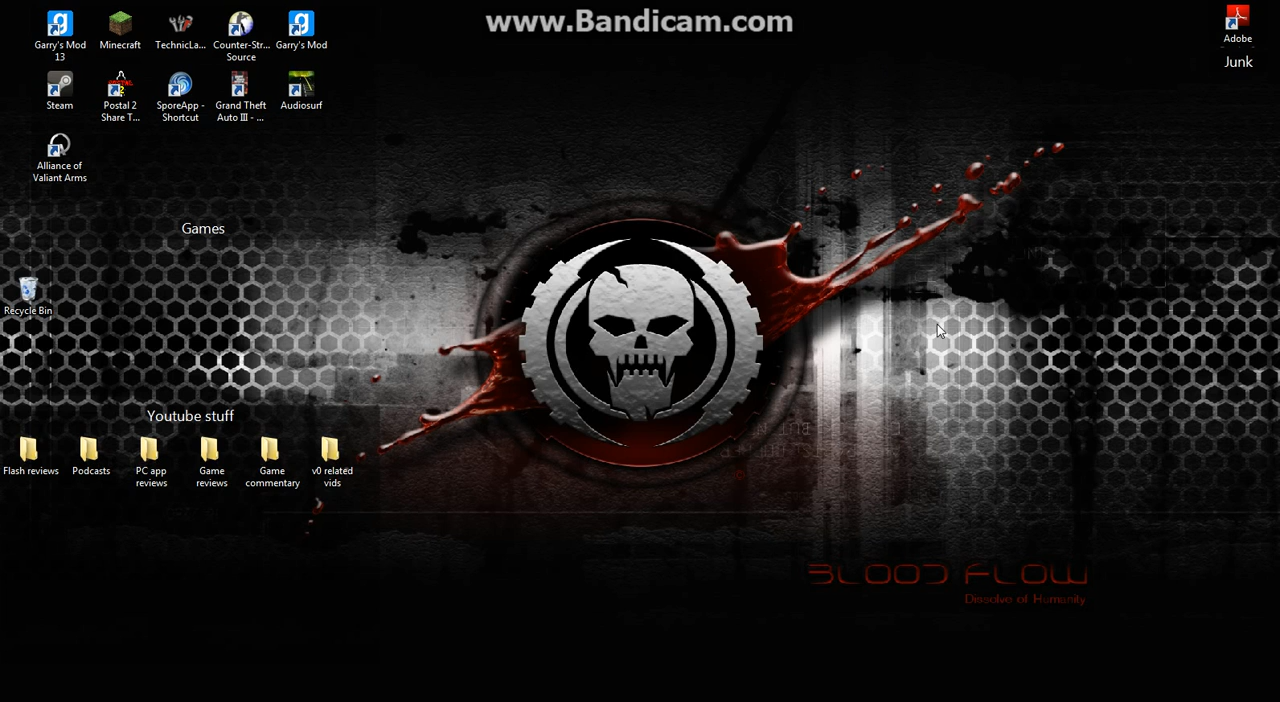 www.Bandicam.com
Garry's Mod 13
Minecraft
TechnicLa...
Counter-Str... Source
Garry's Mod
Adobe
Junk
Steam
Postal 2 Share T...
SporeApp - Shortcut
Grand Theft Auto III - ...
Audiosurf
Alliance of Valiant Arms
Games
Recycle Bin
Youtube stuff
Flash reviews
Podcasts
PC app reviews
Game reviews
Game commentary
v0 related vids
BLOOD FLOW
Dissolve of Humanity